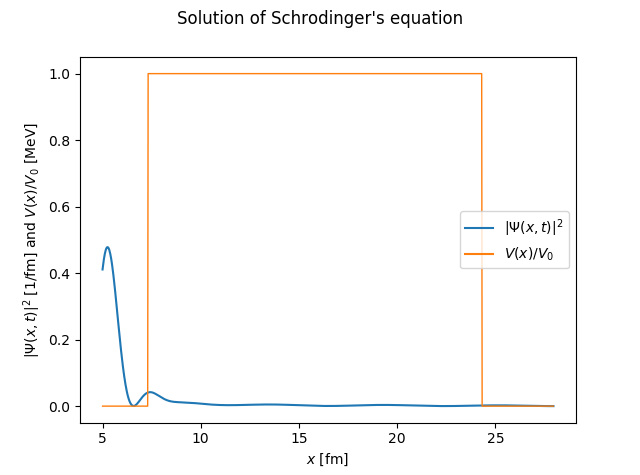 Solution of Schrodinger's equation
|Ψ(x, t)|² [1/fm] and V(x)/V₀ [MeV]
1.0
0.8
0.6
0.4
0.2
0.0
|Ψ(x, t)|²
V(x)/V₀
5 10 15 20 25
x [fm]